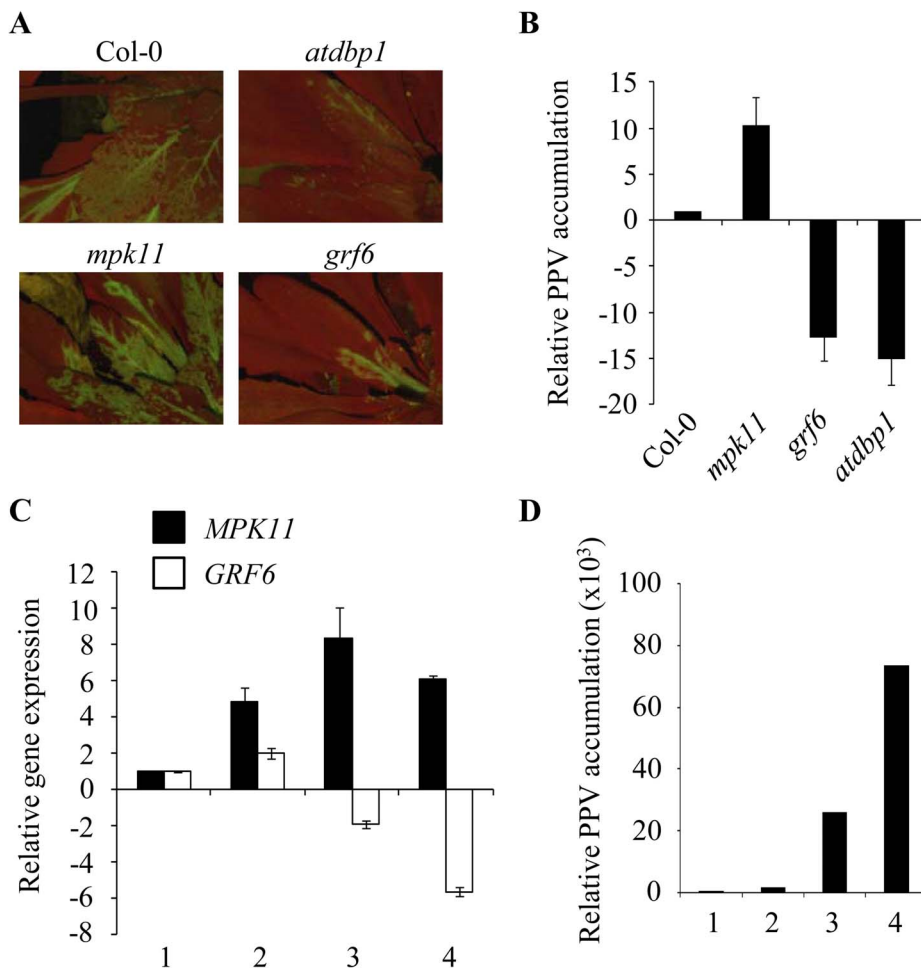 A
Col-0
atdbp1
mpk11
grf6
B
Relative PPV accumulation
15
10
5
0
-5
-10
-15
-20
Col-0
mpk11
grf6
atdbp1
C
MPK11
GRF6
Relative gene expression
12
10
8
6
4
2
0
-2
-4
-6
-8
1 2 3 4
D
Relative PPV accumulation (x10³)
100
80
60
40
20
0
1 2 3 4